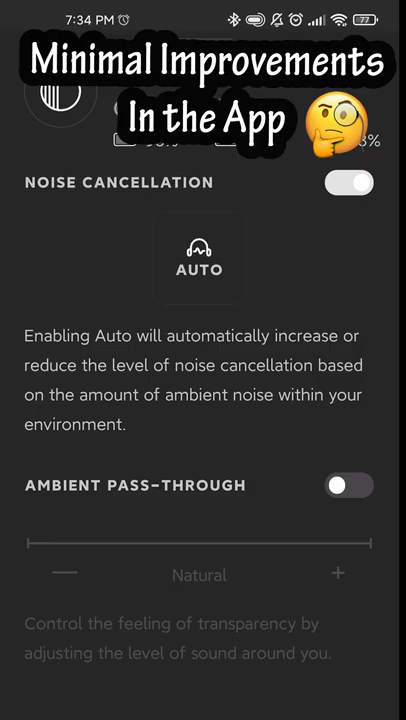 7:34 PM
77
Minimal Improvements
In the App
NOISE CANCELLATION
AUTO
Enabling Auto will automatically increase or
reduce the level of noise cancellation based
on the amount of ambient noise within your
environment.
AMBIENT PASS-THROUGH
Natural
Control the feeling of transparency by
adjusting the level of sound around you.